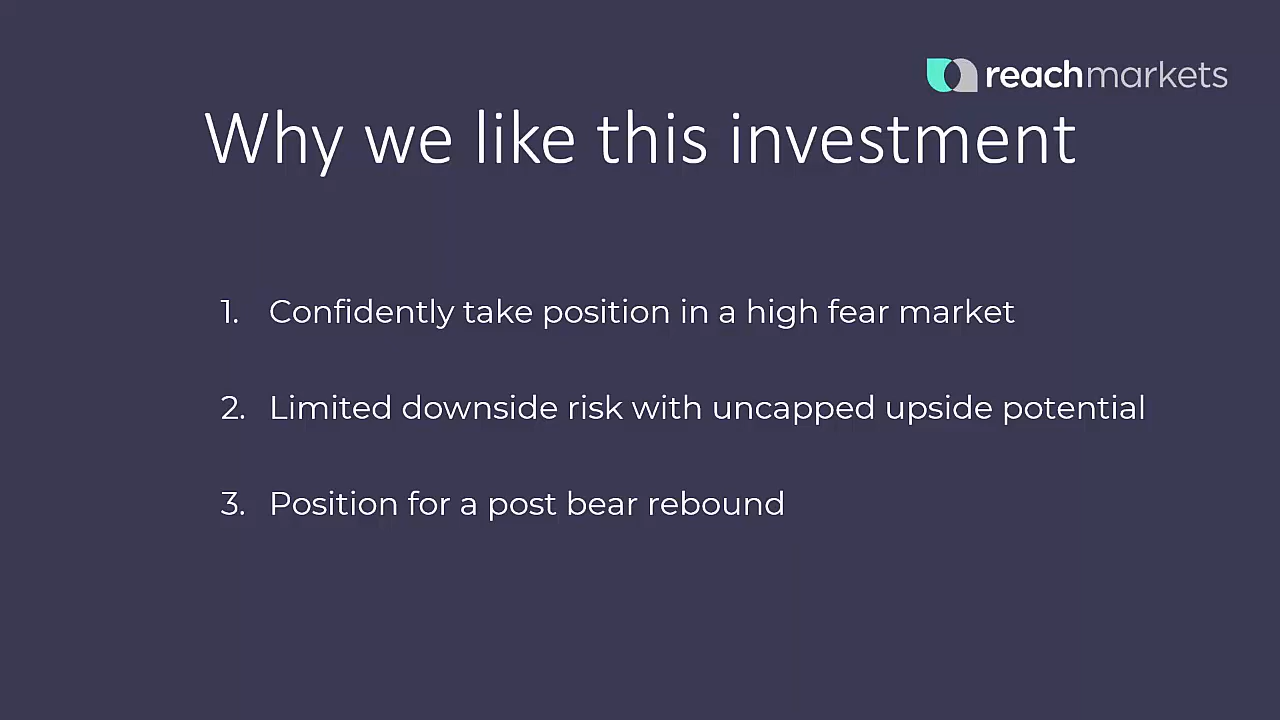 reachmarkets
Why we like this investment
1. Confidently take position in a high fear market
2. Limited downside risk with uncapped upside potential
3. Position for a post bear rebound